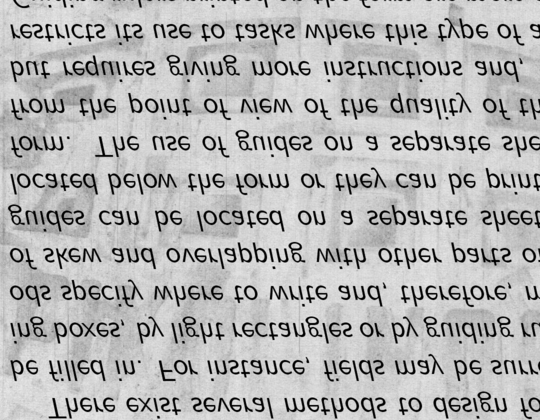 There exist several methods to design fo
be filled in. For instance, fields may be surr
ing boxes, by light rectangles or by guiding ru
ods specify where to write and, therefore, m
of skew and overlapping with other parts o
guides can be located on a separate sheet
located below the form or they can be print
form. The use of guides on a separate she
from the point of view of the quality of th
but requires giving more instructions and,
restricts its use to tasks where this type of a